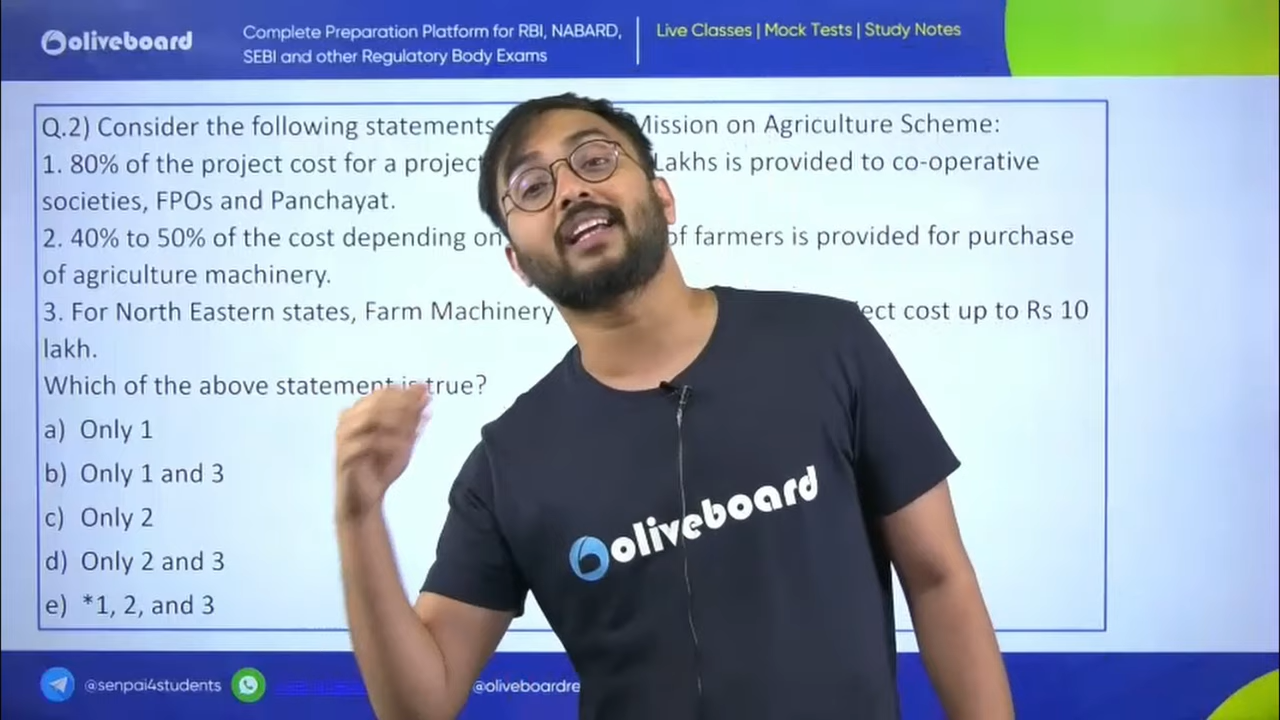 oliveboard
Complete Preparation Platform for RBI, NABARD,
SEBI and other Regulatory Body Exams
Live Classes | Mock Tests | Study Notes
Q.2) Consider the following statements Mission on Agriculture Scheme:
1. 80% of the project cost for a project Lakhs is provided to co-operative
societies, FPOs and Panchayat.
2. 40% to 50% of the cost depending on of farmers is provided for purchase
of agriculture machinery.
3. For North Eastern states, Farm Machinery cost up to Rs 10
lakh.
Which of the above statement is true?
a) Only 1
b) Only 1 and 3
c) Only 2
d) Only 2 and 3
e) *1, 2, and 3
oliveboard
@senpai4students
@oliveboardre